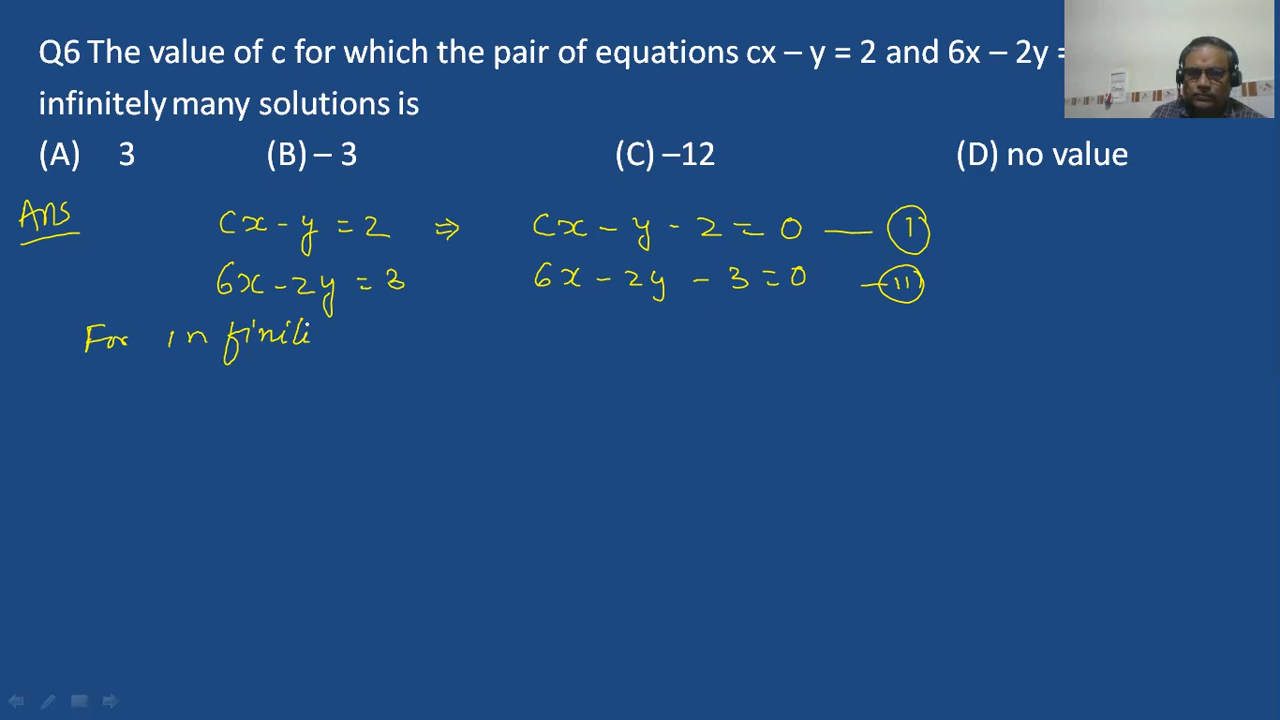 Q6 The value of c for which the pair of equations cx – y = 2 and 6x – 2y =
infinitely many solutions is
(A) 3 (B) – 3 (C) –12 (D) no value
Ans
cx - y = 2 ⇒ cx - y - 2 = 0 — I
6x - 2y = 3 6x - 2y - 3 = 0 — III
For infiniti